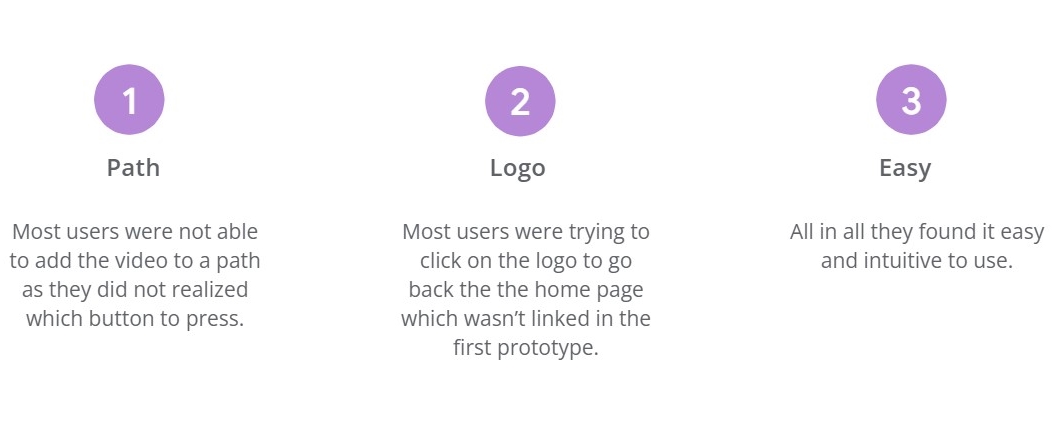 1
Path
Most users were not able
to add the video to a path
as they did not realized
which button to press.
2
Logo
Most users were trying to
click on the logo to go
back the the home page
which wasn’t linked in the
first prototype.
3
Easy
All in all they found it easy
and intuitive to use.